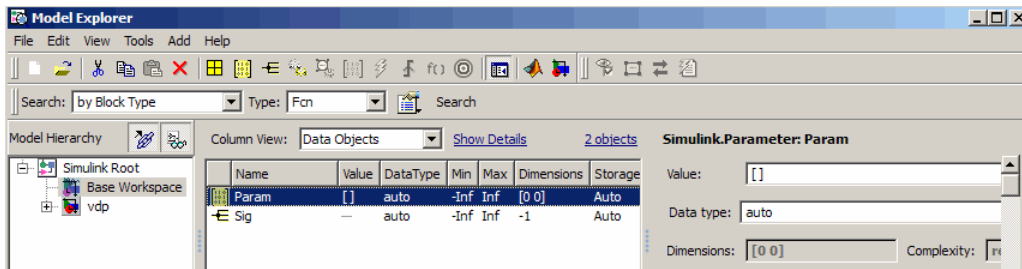 Model Explorer
File Edit View Tools Add Help
Search: by Block Type Type: Fcn Search
Model Hierarchy
Simulink Root
Base Workspace
vdp
Column View: Data Objects Show Details 2 objects
Name Value DataType Min Max Dimensions Storage
Param [] auto -Inf Inf [0 0] Auto
Sig — auto -Inf Inf -1 Auto
Simulink.Parameter: Param
Value: []
Data type: auto
Dimensions: [0 0] Complexity: